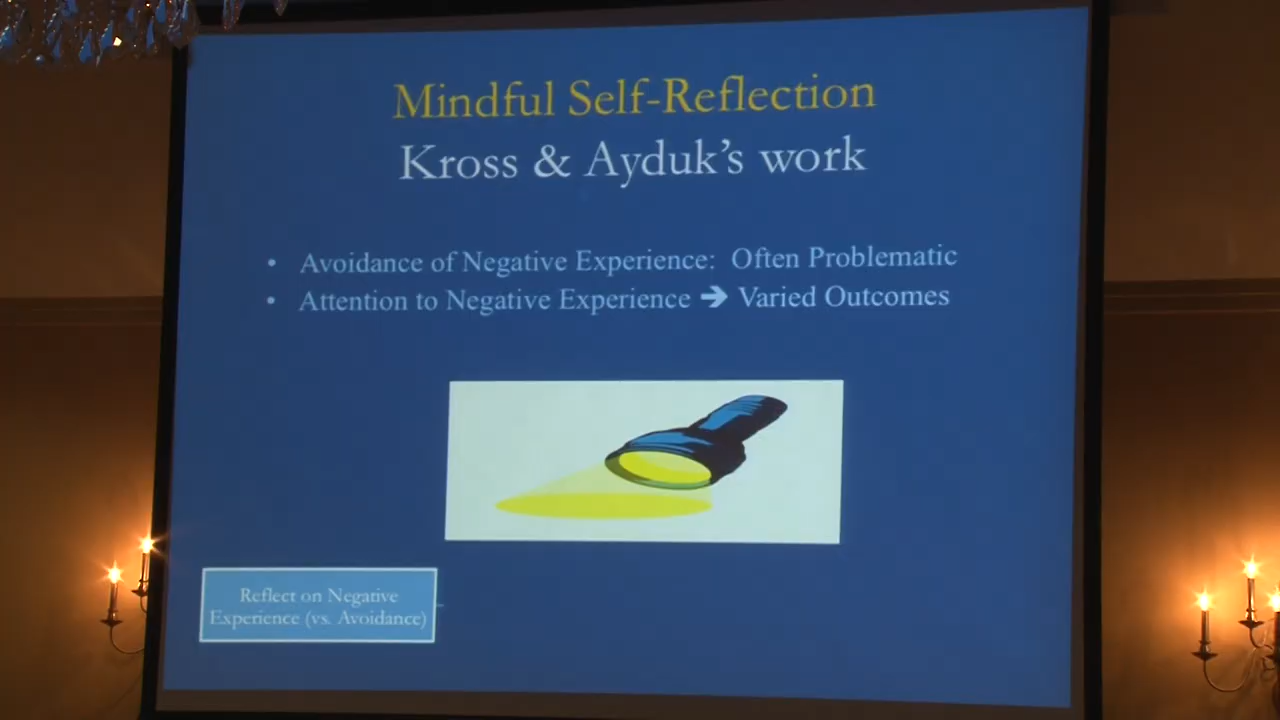 Mindful Self-Reflection
Kross & Ayduk's work
• Avoidance of Negative Experience: Often Problematic
• Attention to Negative Experience ➔ Varied Outcomes
Reflect on Negative
Experience (vs. Avoidance)